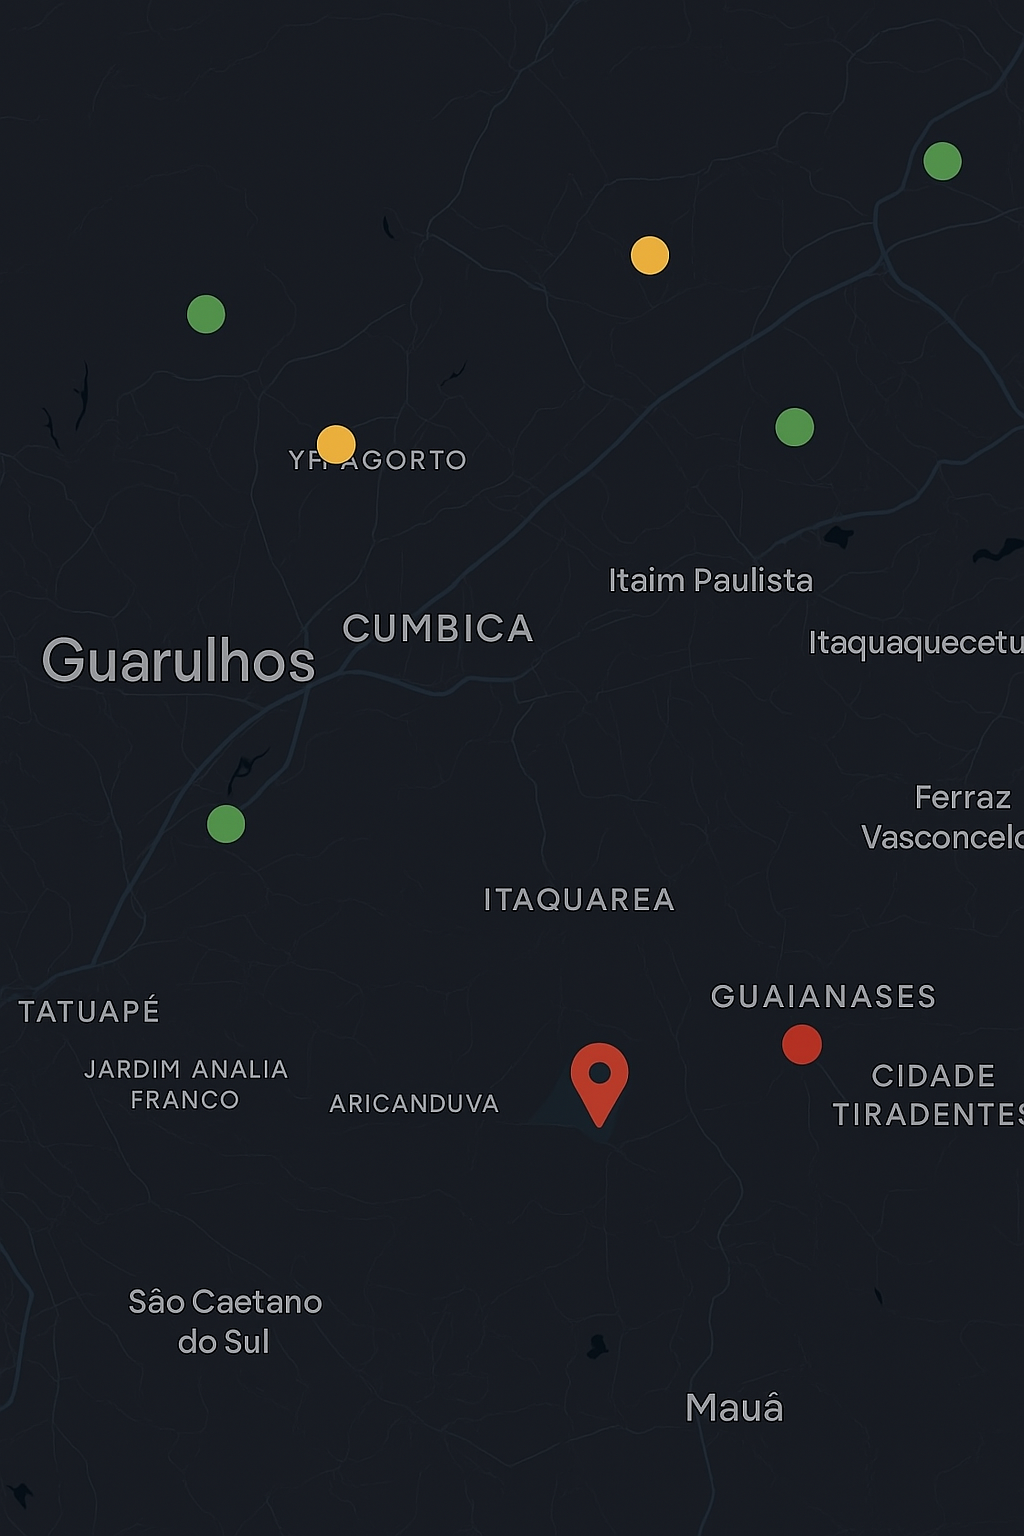 AGORTO
Itaim Paulista
CUMBICA
Itaquaquecetu
Guarulhos
Ferraz
Vasconcelo
ITAQUAREA
GUAIANASES
TATUAPÉ
JARDIM ANALIA
FRANCO
ARICANDUVA
CIDADE
TIRADENTES
Sâo Caetano
do Sul
Mauâ